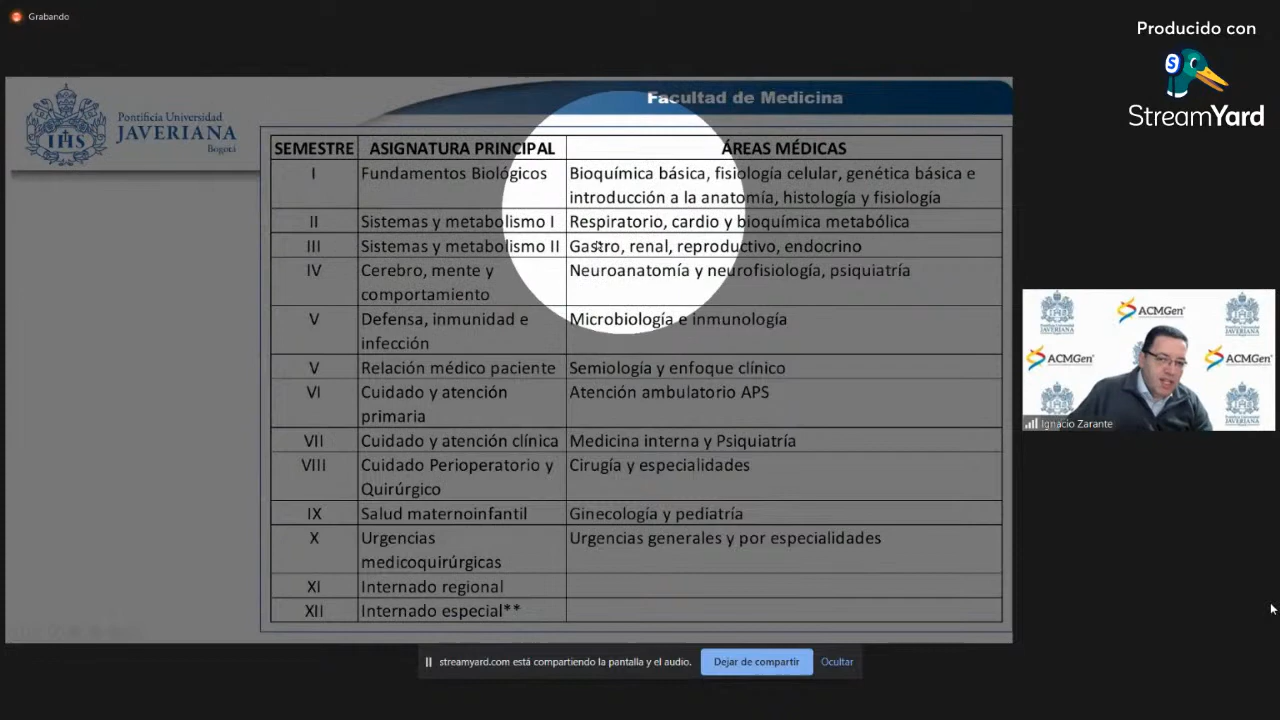 Grabando
Producido con
S
StreamYard
Pontificia Universidad
JAVERIANA
Bogotá
IHS
Facultad de Medicina
SEMESTRE ASIGNATURA PRINCIPAL ÁREAS MÉDICAS
I Fundamentos Biológicos Bioquímica básica, fisiología celular, genética básica e
introducción a la anatomía, histología y fisiología
II Sistemas y metabolismo I Respiratorio, cardio y bioquímica metabólica
III Sistemas y metabolismo II Gastro, renal, reproductivo, endocrino
IV Cerebro, mente y Neuroanatomía y neurofisiología, psiquiatría
comportamiento
V Defensa, inmunidad e Microbiología e inmunología
infección
V Relación médico paciente Semiología y enfoque clínico
VI Cuidado y atención Atención ambulatorio APS
primaria
VII Cuidado y atención clínica Medicina interna y Psiquiatría
VIII Cuidado Perioperatorio y Cirugía y especialidades
Quirúrgico
IX Salud maternoinfantil Ginecología y pediatría
X Urgencias Urgencias generales y por especialidades
medicoquirúrgicas
XI Internado regional
XII Internado especial**
ACMGen
ACMGen
ACMGen
Ignacio Zarante
streamyard.com está compartiendo la pantalla y el audio. Dejar de compartir Ocultar